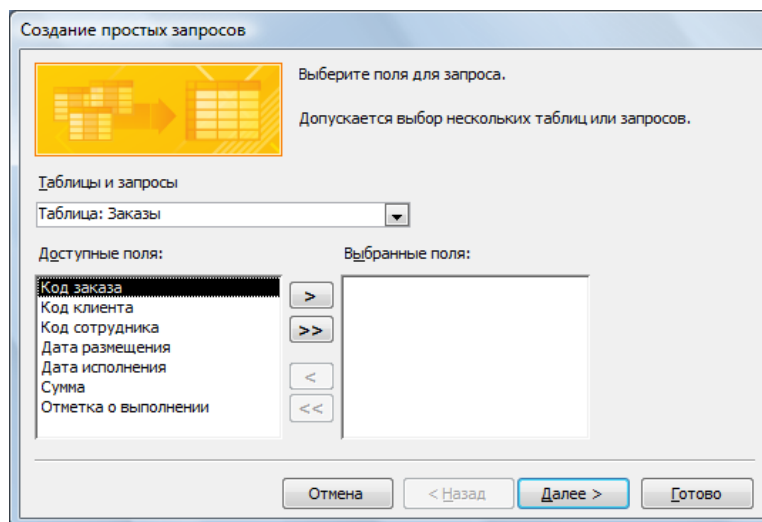 Создание простых запросов
Выберите поля для запроса.
Допускается выбор нескольких таблиц или запросов.
Таблицы и запросы
Таблица: Заказы
Доступные поля:
Выбранные поля:
Код заказа
Код клиента
Код сотрудника
Дата размещения
Дата исполнения
Сумма
Отметка о выполнении
>
>>
<
<<
Отмена
< Назад
Далее >
Готово